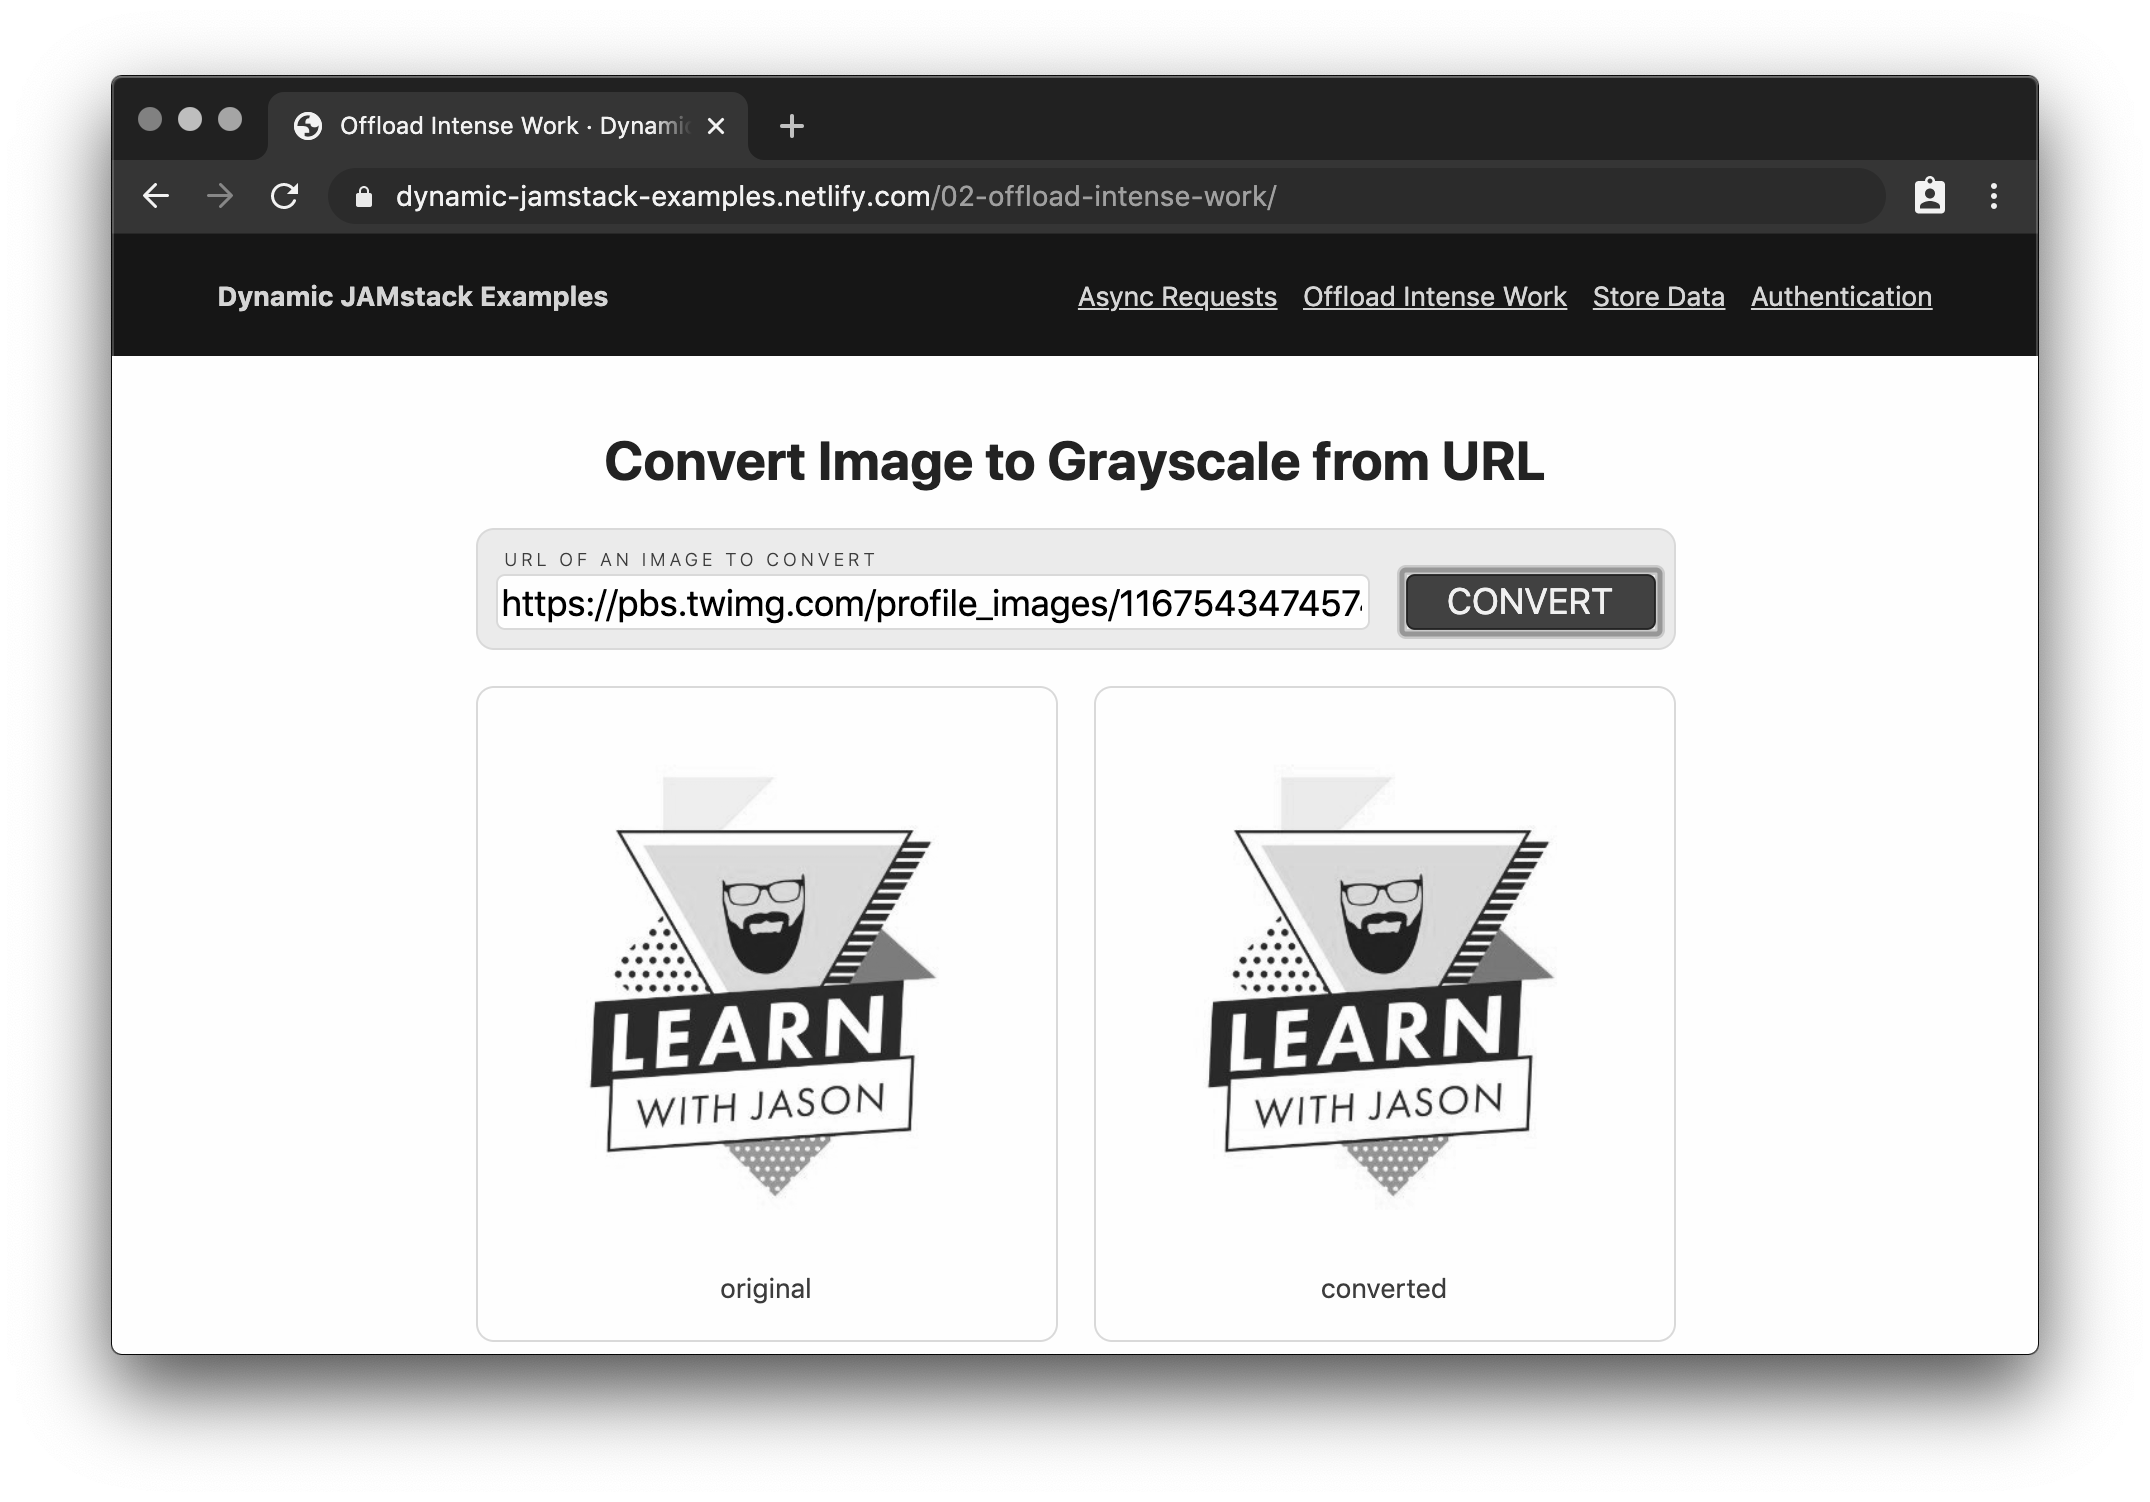 Offload Intense Work · Dynamic
dynamic-jamstack-examples.netlify.com/02-offload-intense-work/
Dynamic JAMstack Examples
Async Requests Offload Intense Work Store Data Authentication
Convert Image to Grayscale from URL
URL OF AN IMAGE TO CONVERT
https://pbs.twimg.com/profile_images/116754347457
CONVERT
LEARN
WITH JASON
original
LEARN
WITH JASON
converted